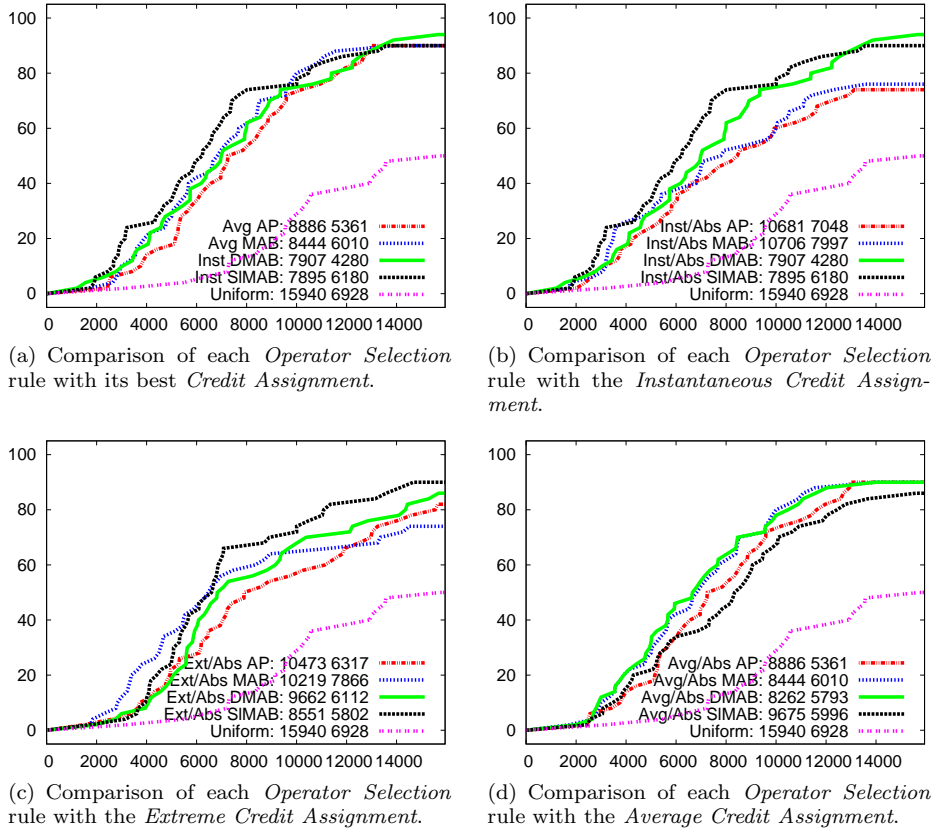 100
80
60
40
20
0
Avg AP: 8886 5361
Avg MAB: 8444 6010
Inst DMAB: 7907 4280
Inst SIMAB: 7895 6180
Uniform: 15940 6928
0 2000 4000 6000 8000 10000 12000 14000
(a) Comparison of each Operator Selection
rule with its best Credit Assignment.
100
80
60
40
20
0
Inst/Abs AP: 10681 7048
Inst/Abs MAB: 10706 7997
Inst/Abs DMAB: 7907 4280
Inst/Abs SIMAB: 7895 6180
Uniform: 15940 6928
0 2000 4000 6000 8000 10000 12000 14000
(b) Comparison of each Operator Selection
rule with the Instantaneous Credit Assign-
ment.
100
80
60
40
20
0
Ext/Abs AP: 10473 6317
Ext/Abs MAB: 10219 7866
Ext/Abs DMAB: 9662 6112
Ext/Abs SIMAB: 8551 5802
Uniform: 15940 6928
0 2000 4000 6000 8000 10000 12000 14000
(c) Comparison of each Operator Selection
rule with the Extreme Credit Assignment.
100
80
60
40
20
0
Avg/Abs AP: 8886 5361
Avg/Abs MAB: 8444 6010
Avg/Abs DMAB: 8262 5793
Avg/Abs SIMAB: 9675 5996
Uniform: 15940 6928
0 2000 4000 6000 8000 10000 12000 14000
(d) Comparison of each Operator Selection
rule with the Average Credit Assignment.